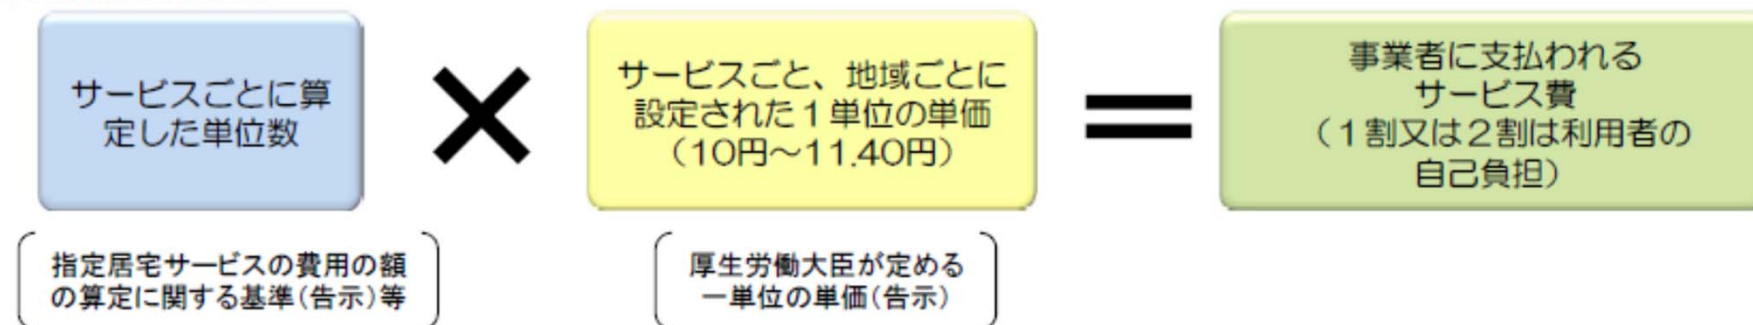 サービスごとに算
定した単位数
×
サービスごと、地域ごとに
設定された1単位の単価
（10円～11.40円）
＝
事業者に支払われる
サービス費
（1割又は2割は利用者の
自己負担）
指定居宅サービスの費用の額
の算定に関する基準（告示）等
厚生労働大臣が定める
一単位の単価（告示）